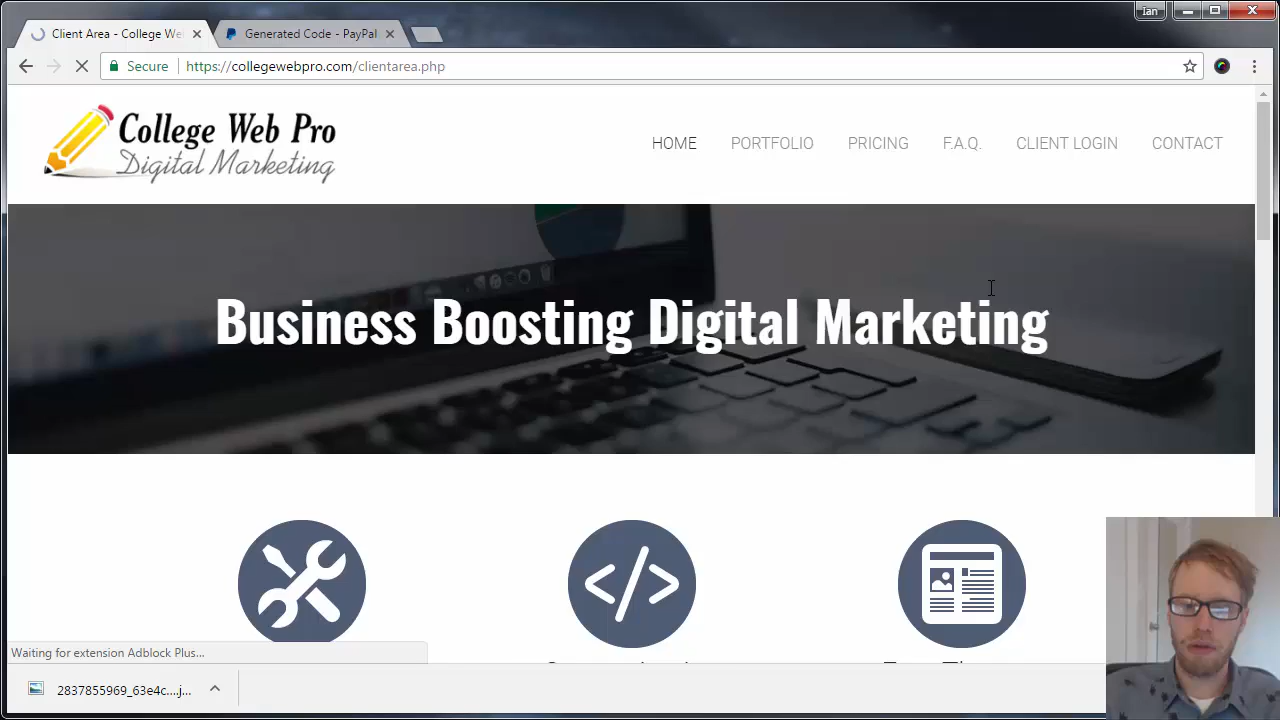 Ian
Client Area - College We
Generated Code - PayPal
Secure
https://collegewebpro.com/clientarea.php
College Web Pro
Digital Marketing
HOME
PORTFOLIO
PRICING
F.A.Q.
CLIENT LOGIN
CONTACT
Business Boosting Digital Marketing
Waiting for extension Adblock Plus...
2837855969_63e4c....j...